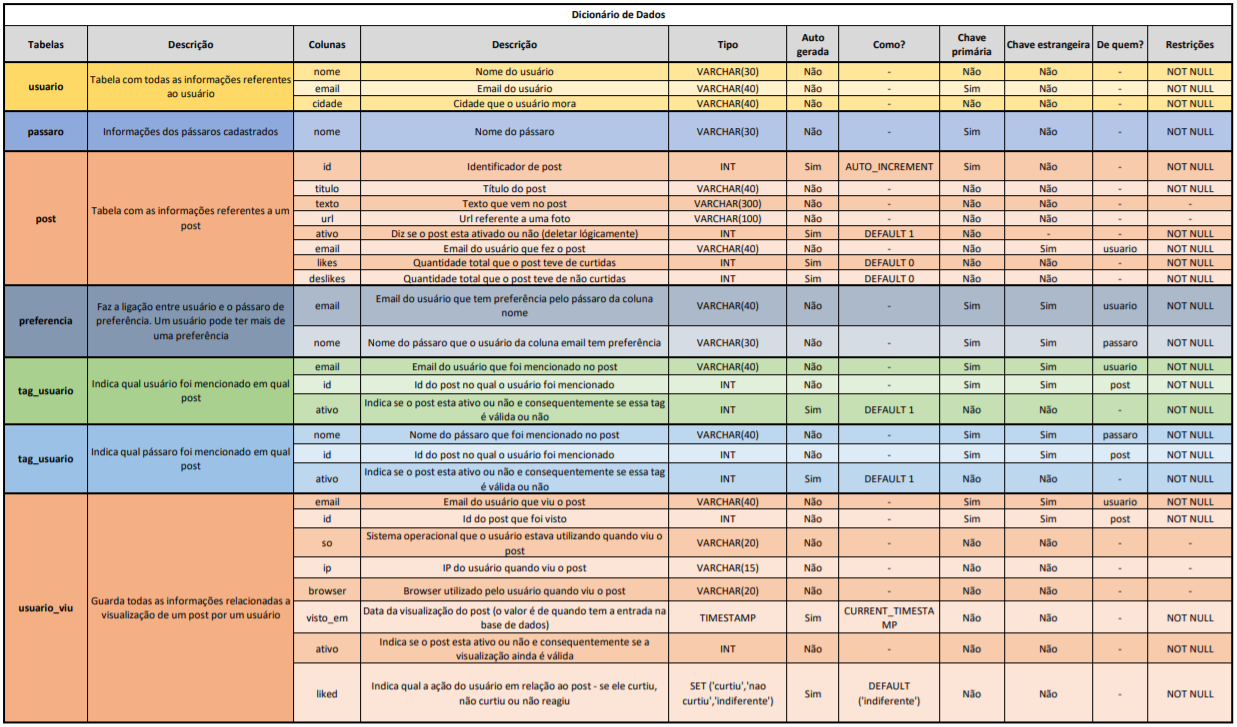 Dicionário de Dados
Tabelas Descrição Colunas Descrição Tipo Auto gerada Como? Chave primária Chave estrangeira De quem? Restrições
usuario Tabela com todas as informações referentes ao usuário
nome Nome do usuário VARCHAR(30) Não - Não Não - NOT NULL
email Email do usuário VARCHAR(40) Não - Sim Não - NOT NULL
cidade Cidade que o usuário mora VARCHAR(40) Não - Não Não - NOT NULL
passaro Informações dos pássaros cadastrados nome Nome do pássaro VARCHAR(30) Não - Sim Não - NOT NULL
post Tabela com as informações referentes a um post
id Identificador de post INT Sim AUTO_INCREMENT Sim Não - NOT NULL
titulo Título do post VARCHAR(40) Não - Não Não - NOT NULL
texto Texto que vem no post VARCHAR(300) Não - Não Não - -
url Url referente a uma foto VARCHAR(100) Não - Não Não - -
ativo Diz se o post esta ativado ou não (deletar lógicamente) INT Sim DEFAULT 1 Não - - NOT NULL
email Email do usuário que fez o post VARCHAR(40) Não - Não Sim usuario NOT NULL
likes Quantidade total que o post teve de curtidas INT Sim DEFAULT 0 Não Não - NOT NULL
deslikes Quantidade total que o post teve de não curtidas INT Sim DEFAULT 0 Não Não - NOT NULL
preferencia Faz a ligação entre usuário e o pássaro de preferência. Um usuário pode ter mais de uma preferência
email Email do usuário que tem preferência pelo pássaro da coluna nome VARCHAR(40) Não - Sim Sim usuario NOT NULL
nome Nome do pássaro que o usuário da coluna email tem preferência VARCHAR(30) Não - Sim Sim passaro NOT NULL
tag_usuario Indica qual usuário foi mencionado em qual post
email Email do usuário que foi mencionado no post VARCHAR(40) Não - Sim Sim usuario NOT NULL
id Id do post no qual o usuário foi mencionado INT Não - Sim Sim post NOT NULL
ativo Indica se o post esta ativo ou não e consequentemente se essa tag é válida ou não INT Sim DEFAULT 1 Não Não - NOT NULL
tag_usuario Indica qual pássaro foi mencionado em qual post
nome Nome do pássaro que foi mencionado no post VARCHAR(40) Não - Sim Sim passaro NOT NULL
id Id do post no qual o usuário foi mencionado INT Não - Sim Sim post NOT NULL
ativo Indica se o post esta ativo ou não e consequentemente se essa tag é válida ou não INT Sim DEFAULT 1 Não Não - NOT NULL
usuario_viu Guarda todas as informações relacionadas a visualização de um post por um usuário
email Email do usuário que viu o post VARCHAR(40) Não - Sim Sim usuario NOT NULL
id Id do post que foi visto INT Não - Sim Sim post NOT NULL
so Sistema operacional que o usuário estava utilizando quando viu o post VARCHAR(20) Não - Não Não - -
ip IP do usuário quando viu o post VARCHAR(15) Não - Não Não - -
browser Browser utilizado pelo usuário quando viu o post VARCHAR(20) Não - Não Não - -
visto_em Data da visualização do post (o valor é de quando tem a entrada na base de dados) TIMESTAMP Sim CURRENT_TIMESTAMP Não Não - NOT NULL
ativo Indica se o post esta ativo ou não e consequentemente se a visualização ainda é válida INT Não - Não Não - NOT NULL
liked Indica qual a ação do usuário em relação ao post - se ele curtiu, não curtiu ou não reagiu SET ('curtiu','nao curtiu','indiferente') Sim DEFAULT ('indiferente') Não Não - NOT NULL